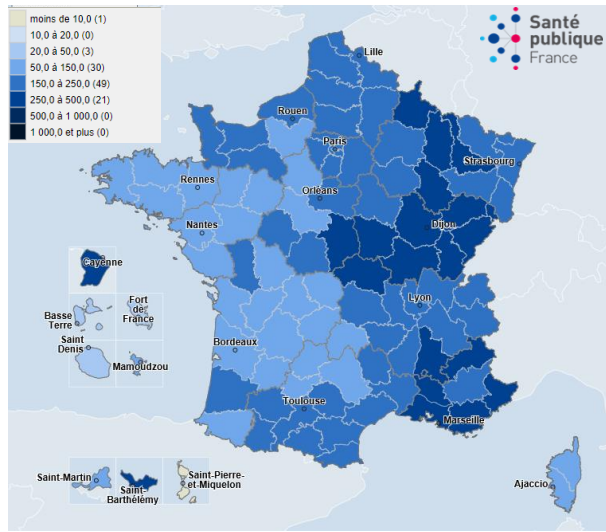 moins de 10,0 (1)
10,0 à 20,0 (0)
20,0 à 50,0 (3)
50,0 à 150,0 (30)
150,0 à 250,0 (49)
250,0 à 500,0 (21)
500,0 à 1 000,0 (0)
1 000,0 et plus (0)
Santé
publique
France
Lille
Rouen
Paris
Strasbourg
Rennes
Orléans
Nantes
Dijon
Cayenne
Lyon
Basse
Terre
Fort
de
France
Saint
Denis
Mamoudzou
Bordeaux
Toulouse
Marseille
Saint-Martin
Saint-
Barthélémy
Saint-Pierre-
et-Miquelon
Ajaccio